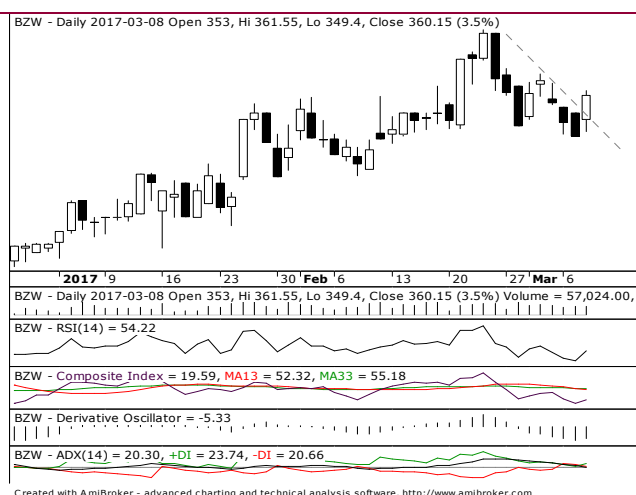 BZW - Daily 2017-03-08 Open 353, Hi 361.55, Lo 349.4, Close 360.15 (3.5%)
2017 9 16 23 30 Feb 6 13 20 27 Mar 6
BZW - Daily 2017-03-08 Open 353, Hi 361.55, Lo 349.4, Close 360.15 (3.5%) Volume = 57,024.00,
BZW - RSI(14) = 54.22
BZW - Composite Index = 19.59, MA13 = 52.32, MA33 = 55.18
BZW - Derivative Oscillator = -5.33
BZW - ADX(14) = 20.30, +DI = 23.74, -DI = 20.66
Created with AmiBroker - advanced charting and technical analysis software. http://www.amibroker.com